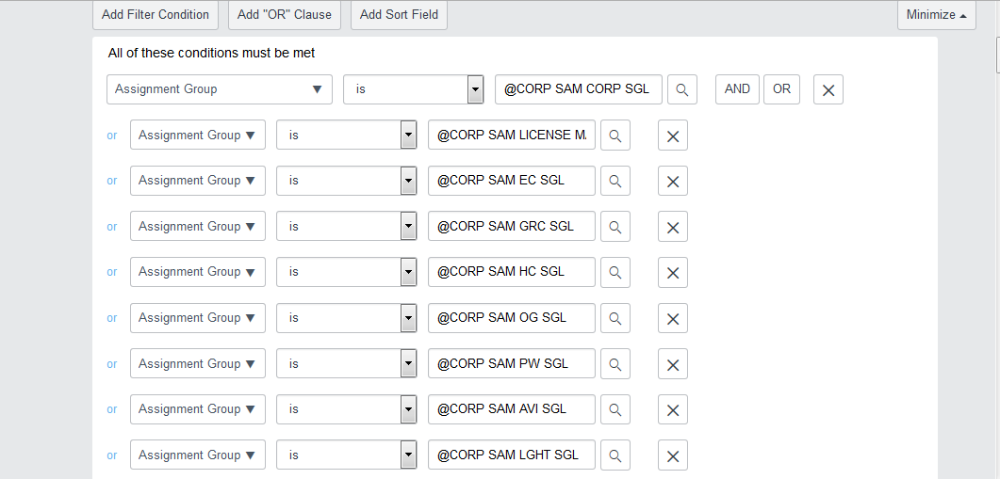 Add Filter Condition Add "OR" Clause Add Sort Field Minimize
All of these conditions must be met
Assignment Group is @CORP SAM CORP SGL AND OR
or Assignment Group is @CORP SAM LICENSE M
or Assignment Group is @CORP SAM EC SGL
or Assignment Group is @CORP SAM GRC SGL
or Assignment Group is @CORP SAM HC SGL
or Assignment Group is @CORP SAM OG SGL
or Assignment Group is @CORP SAM PW SGL
or Assignment Group is @CORP SAM AVI SGL
or Assignment Group is @CORP SAM LGHT SGL